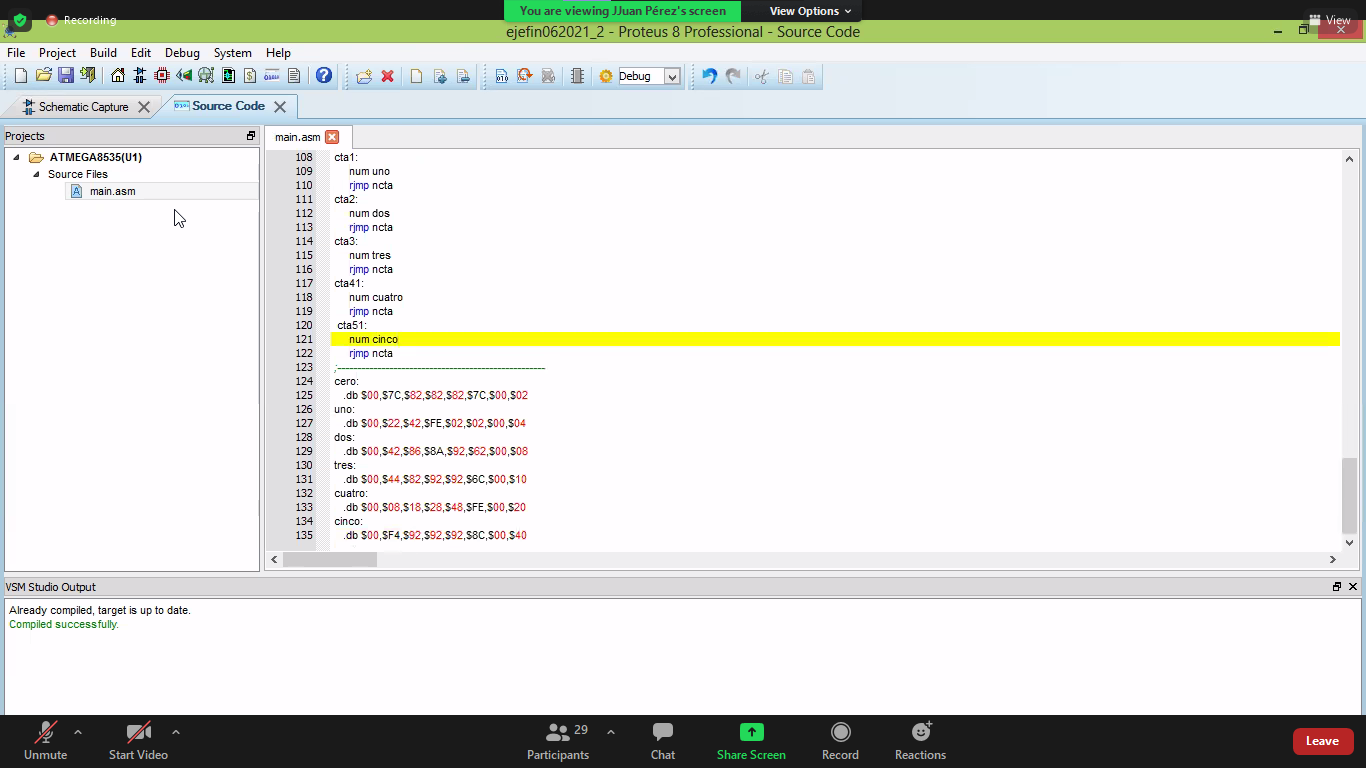 You are viewing JJuan Pérez's screen View Options
Recording
View
ejefin062021_2 - Proteus 8 Professional - Source Code
File Project Build Edit Debug System Help
Debug
Schematic Capture Source Code
Projects
main.asm
ATMEGA8535(U1)
Source Files
main.asm
108 cta1:
109 num uno
110 rjmp ncta
111 cta2:
112 num dos
113 rjmp ncta
114 cta3:
115 num tres
116 rjmp ncta
117 cta41:
118 num cuatro
119 rjmp ncta
120 cta51:
121 num cinco
122 rjmp ncta
123 ;----------------------------------------------------
124 cero:
125 .db $00,$7C,$82,$82,$82,$7C,$00,$02
126 uno:
127 .db $00,$22,$42,$FE,$02,$02,$00,$04
128 dos:
129 .db $00,$42,$86,$8A,$92,$62,$00,$08
130 tres:
131 .db $00,$44,$82,$92,$92,$6C,$00,$10
132 cuatro:
133 .db $00,$08,$18,$28,$48,$FE,$00,$20
134 cinco:
135 .db $00,$F4,$92,$92,$92,$8C,$00,$40
VSM Studio Output
Already compiled, target is up to date.
Compiled successfully.
Unmute
Start Video
29
Participants
Chat
Share Screen
Record
Reactions
Leave